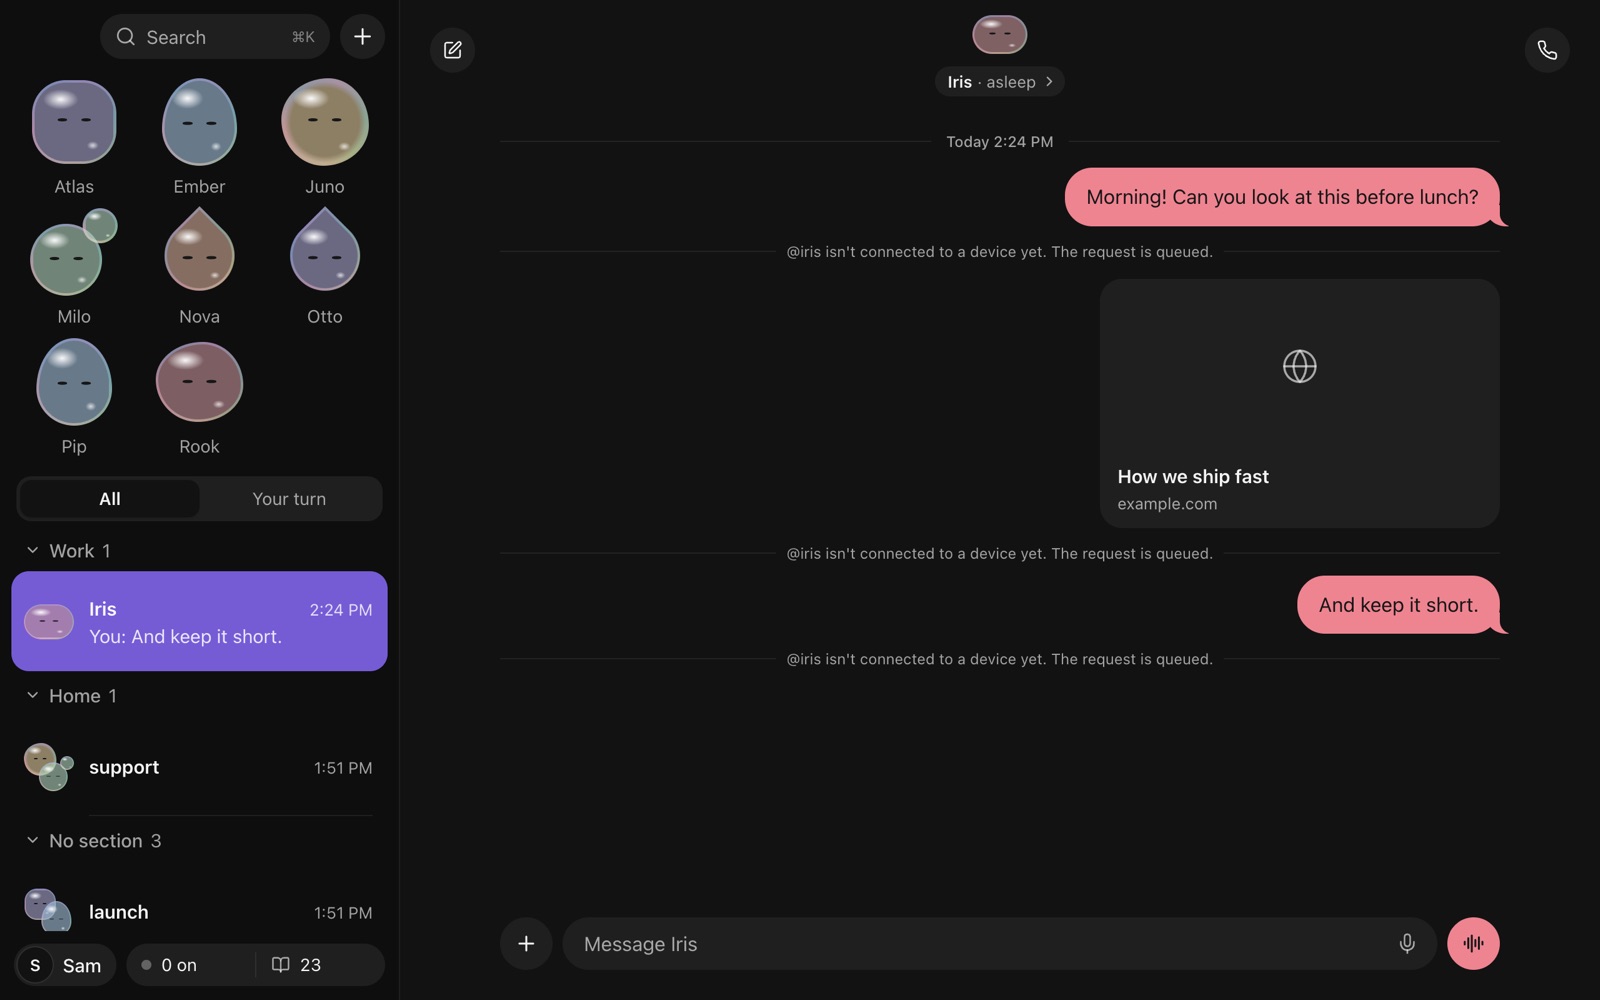 Search
⌘K
Atlas
Ember
Juno
Milo
Nova
Otto
Pip
Rook
All
Your turn
Work 1
Iris
2:24 PM
You: And keep it short.
Home 1
support
1:51 PM
No section 3
launch
1:51 PM
S
Sam
0 on
23
Iris · asleep
Today 2:24 PM
Morning! Can you look at this before lunch?
@iris isn't connected to a device yet. The request is queued.
How we ship fast
example.com
@iris isn't connected to a device yet. The request is queued.
And keep it short.
@iris isn't connected to a device yet. The request is queued.
Message Iris